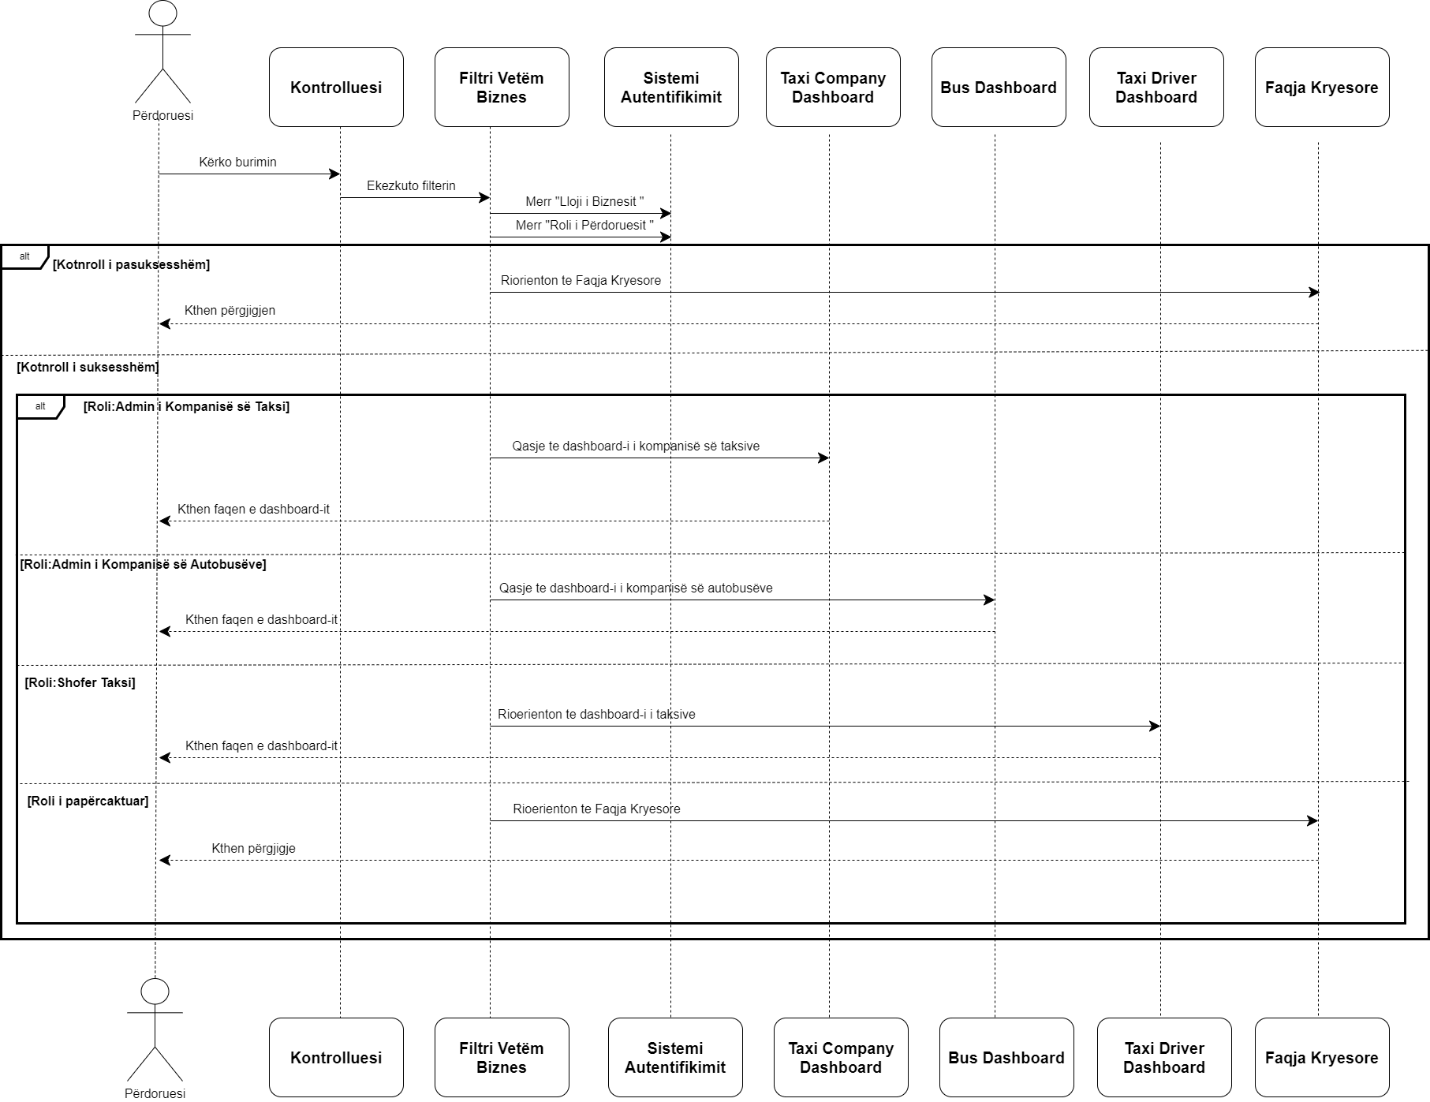 Përdoruesi
Kontrolluesi
Filtri Vetëm
Biznes
Sistemi
Autentifikimit
Taxi Company
Dashboard
Bus Dashboard
Taxi Driver
Dashboard
Faqja Kryesore
Kërko burimin
Ekezkuto filterin
Merr "Lloji i Biznesit "
Merr "Roli i Përdoruesit "
alt
[Kotnroll i pasuksesshëm]
Riorienton te Faqja Kryesore
Kthen përgjigjen
[Kotnroll i suksesshëm]
alt
[Roli:Admin i Kompanisë së Taksi]
Qasje te dashboard-i i kompanisë së taksive
Kthen faqen e dashboard-it
[Roli:Admin i Kompanisë së Autobusëve]
Qasje te dashboard-i i kompanisë së autobusëve
Kthen faqen e dashboard-it
[Roli:Shofer Taksi]
Rioerienton te dashboard-i i taksive
Kthen faqen e dashboard-it
[Roli i papërcaktuar]
Rioerienton te Faqja Kryesore
Kthen përgjigje
Përdoruesi
Kontrolluesi
Filtri Vetëm
Biznes
Sistemi
Autentifikimit
Taxi Company
Dashboard
Bus Dashboard
Taxi Driver
Dashboard
Faqja Kryesore